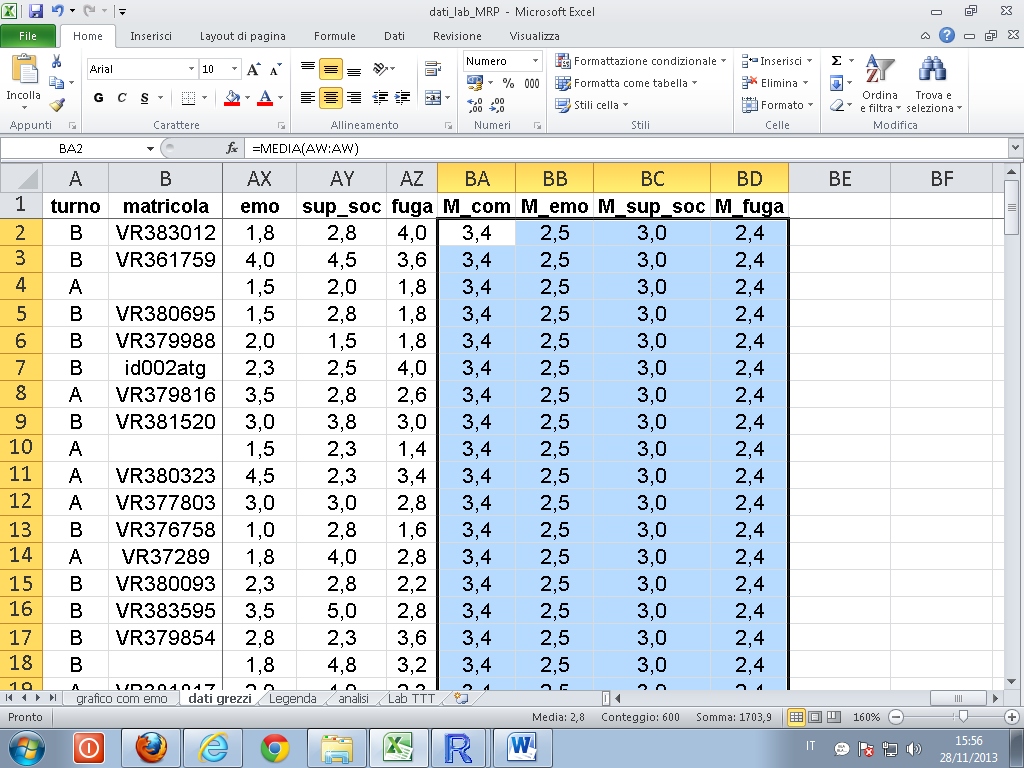 dati_lab_MRP - Microsoft Excel
File Home Inserisci Layout di pagina Formule Dati Revisione Visualizza
Incolla
Arial 10
G C S
Numero
% 000
Formattazione condizionale
Formatta come tabella
Stili cella
Inserisci
Elimina
Formato
Σ
Ordina e filtra
Trova e seleziona
Appunti Carattere Allineamento Numeri Stili Celle Modifica
BA2 fx =MEDIA(AW:AW)
A B AX AY AZ BA BB BC BD BE BF
1 turno matricola emo sup_soc fuga M_com M_emo M_sup_soc M_fuga
2 B VR383012 1,8 2,8 4,0 3,4 2,5 3,0 2,4
3 B VR361759 4,0 4,5 3,6 3,4 2,5 3,0 2,4
4 A 1,5 2,0 1,8 3,4 2,5 3,0 2,4
5 B VR380695 1,5 2,8 1,8 3,4 2,5 3,0 2,4
6 B VR379988 2,0 1,5 1,8 3,4 2,5 3,0 2,4
7 B id002atg 2,3 2,5 4,0 3,4 2,5 3,0 2,4
8 A VR379816 3,5 2,8 2,6 3,4 2,5 3,0 2,4
9 B VR381520 3,0 3,8 3,0 3,4 2,5 3,0 2,4
10 A 1,5 2,3 1,4 3,4 2,5 3,0 2,4
11 A VR380323 4,5 2,3 3,4 3,4 2,5 3,0 2,4
12 A VR377803 3,0 3,0 2,8 3,4 2,5 3,0 2,4
13 B VR376758 1,0 2,8 1,6 3,4 2,5 3,0 2,4
14 A VR37289 1,8 4,0 2,8 3,4 2,5 3,0 2,4
15 B VR380093 2,3 2,8 2,2 3,4 2,5 3,0 2,4
16 B VR383595 3,5 5,0 2,8 3,4 2,5 3,0 2,4
17 B VR379854 2,8 2,3 3,6 3,4 2,5 3,0 2,4
18 B 1,8 4,8 3,2 3,4 2,5 3,0 2,4
grafico com emo dati grezzi Legenda analisi Lab TTT
Pronto Media: 2,8 Conteggio: 600 Somma: 1703,9 160%
IT 15:56
28/11/2013